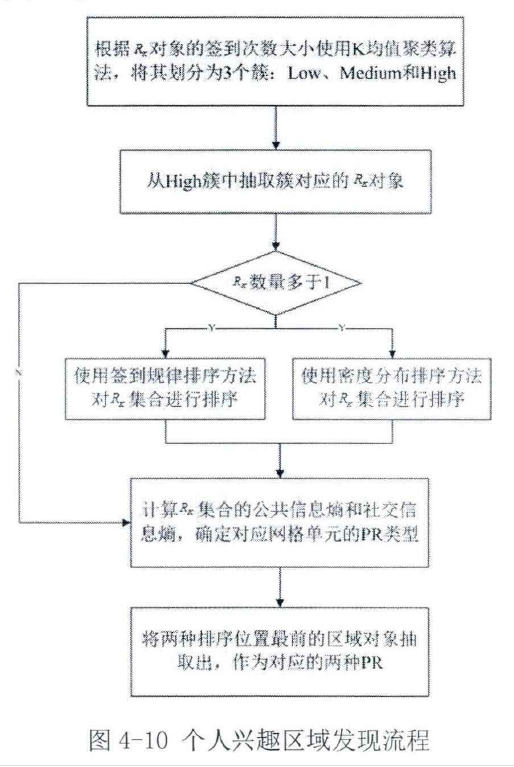 根据R_x对象的签到次数大小使用K均值聚类算
法，将其划分为3个簇：Low、Medium和High
从High簇中抽取簇对应的R_x对象
R_x数量多于1
Y
Y
N
使用签到规律排序方法
对R_x集合进行排序
使用密度分布排序方法
对R_x集合进行排序
计算R_x集合的公共信息熵和社交信
息熵，确定对应网格单元的PR类型
将两种排序位置最前的区域对象抽
取出，作为对应的两种PR
图 4-10 个人兴趣区域发现流程